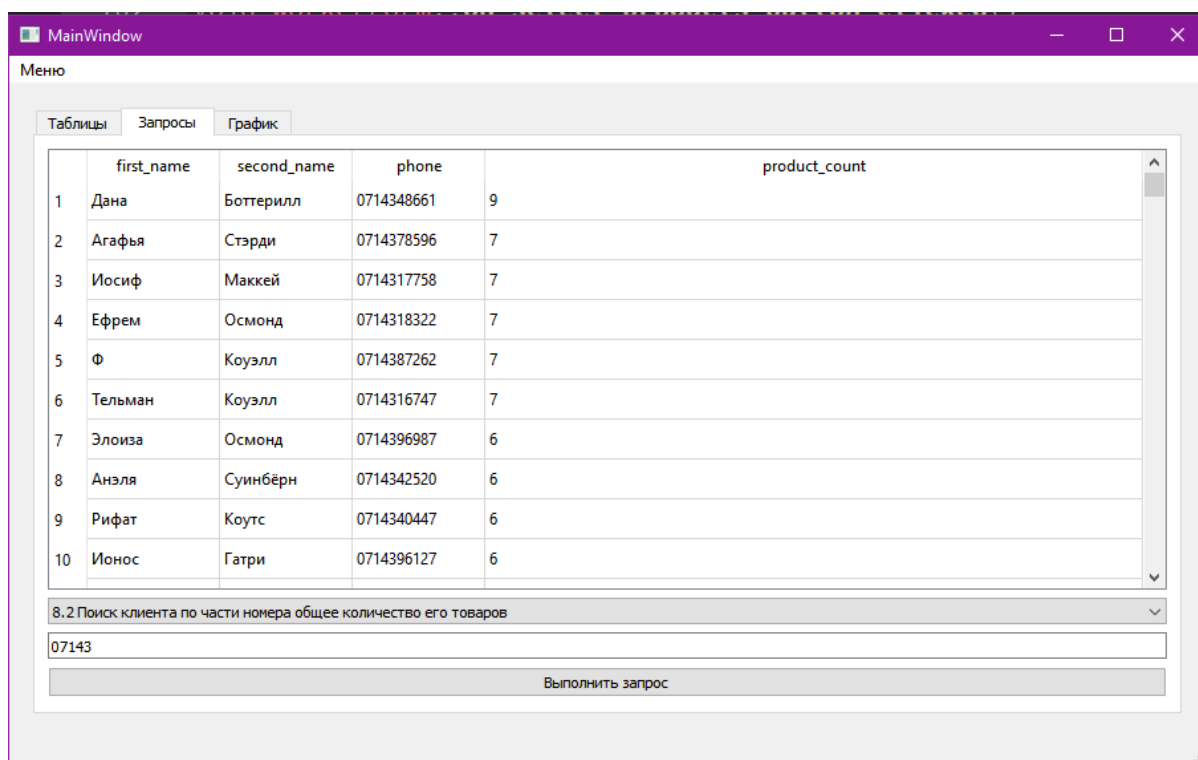 MainWindow
Меню
Таблицы Запросы График
first_name second_name phone product_count
1 Дана Боттерилл 0714348661 9
2 Агафья Стэрди 0714378596 7
3 Иосиф Маккей 0714317758 7
4 Ефрем Осмонд 0714318322 7
5 Ф Коуэлл 0714387262 7
6 Тельман Коуэлл 0714316747 7
7 Элоиза Осмонд 0714396987 6
8 Анэля Суинбёрн 0714342520 6
9 Рифат Коутс 0714340447 6
10 Ионос Гатри 0714396127 6
8.2 Поиск клиента по части номера общее количество его товаров
07143
Выполнить запрос